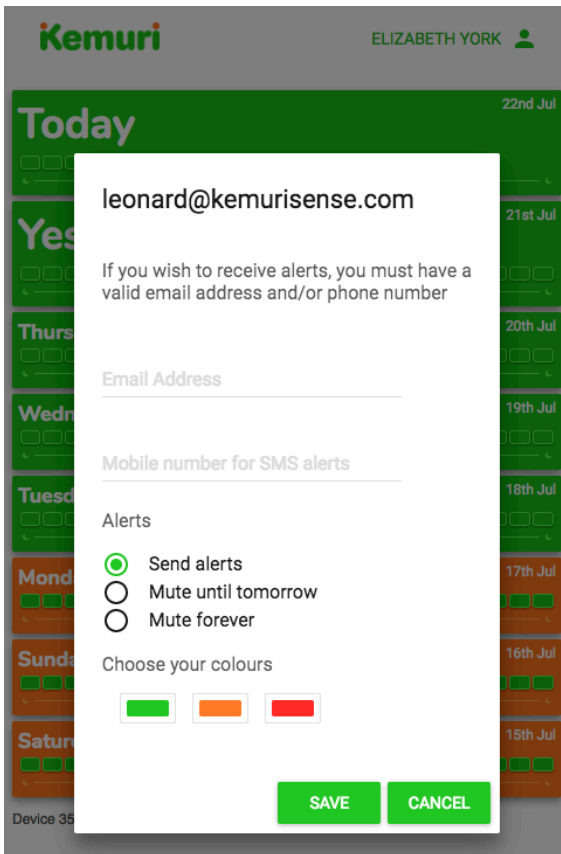 Kemuri
ELIZABETH YORK
22nd Jul
Today
21st Jul
leonard@kemurisense.com
If you wish to receive alerts, you must have a
valid email address and/or phone number
20th Jul
Email Address
19th Jul
Mobile number for SMS alerts
18th Jul
Alerts
Send alerts
17th Jul
Mute until tomorrow
Mute forever
16th Jul
Choose your colours
15th Jul
SAVE
CANCEL
Device 35